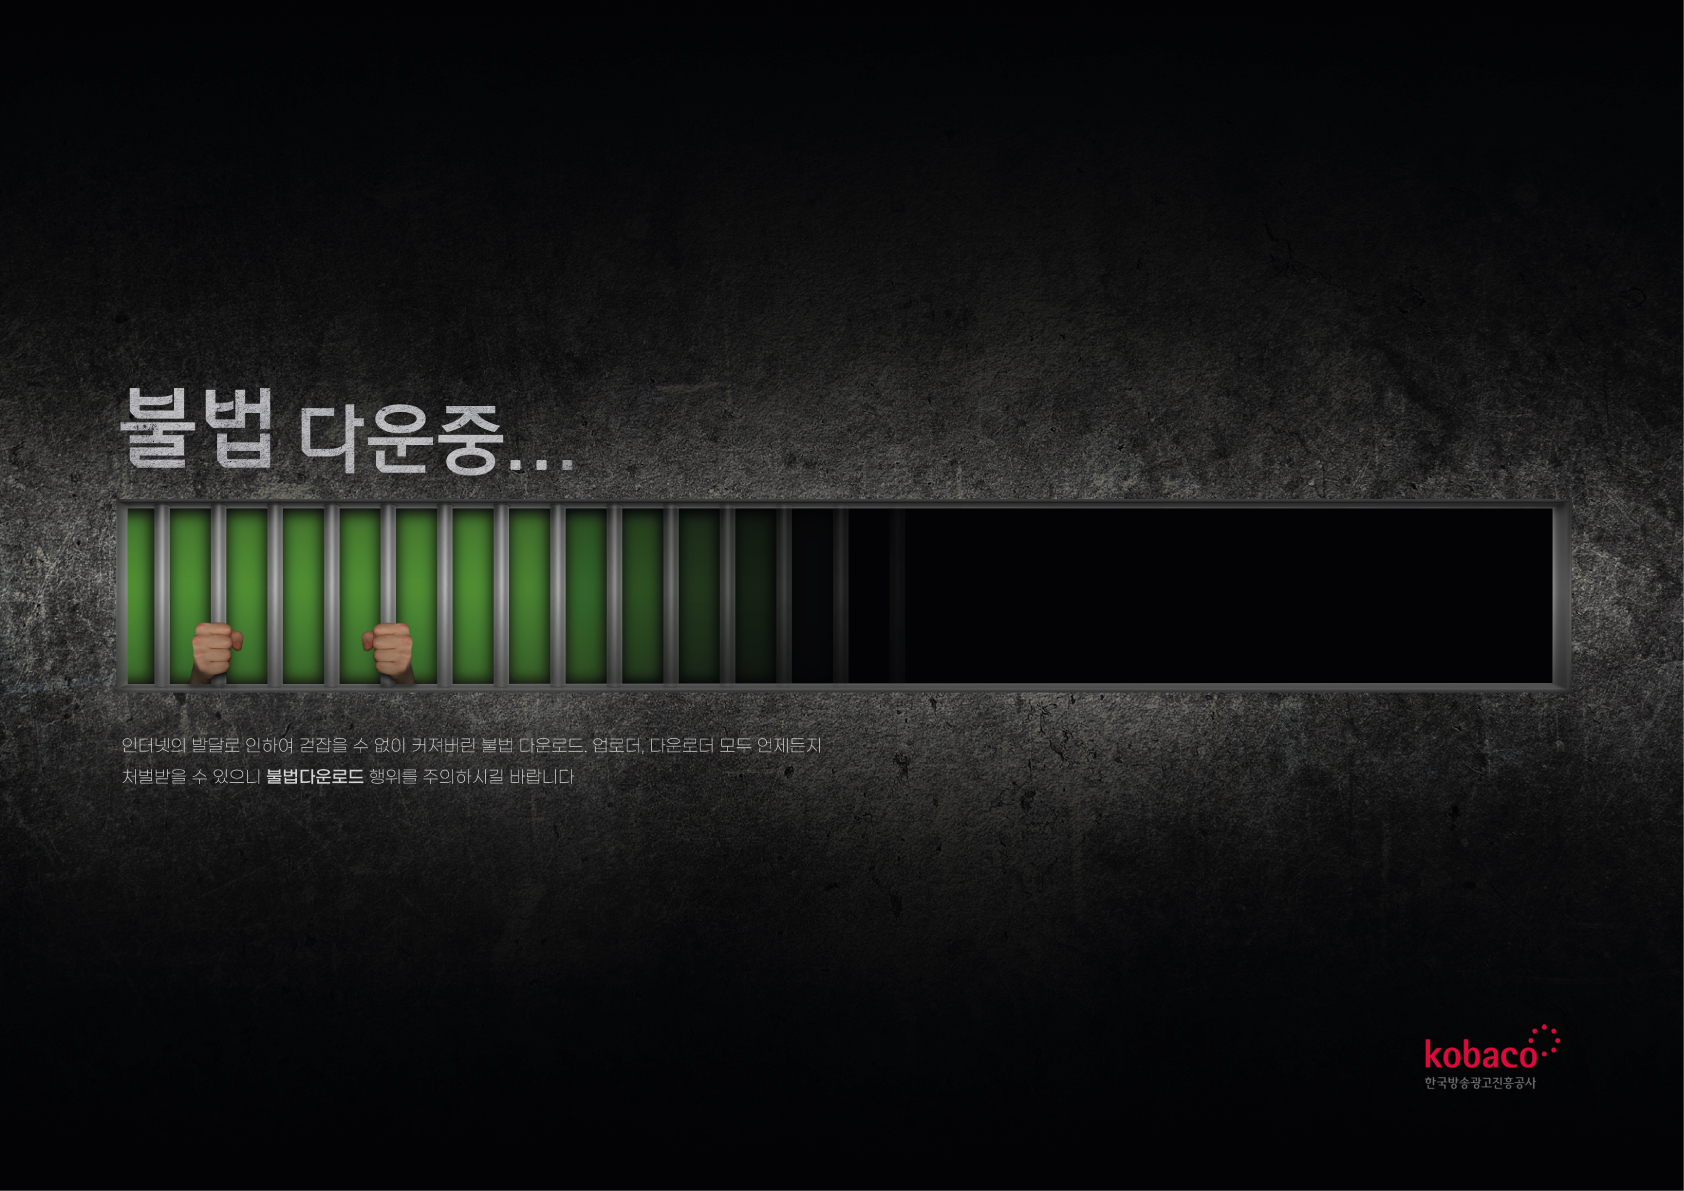 불법 다운중...
인터넷의 발달로 인하여 걷잡을 수 없이 커져버린 불법 다운로드. 업로더, 다운로더 모두 언제든지
처벌받을 수 있으니 불법다운로드 행위를 주의하시길 바랍니다
kobaco
한국방송광고진흥공사